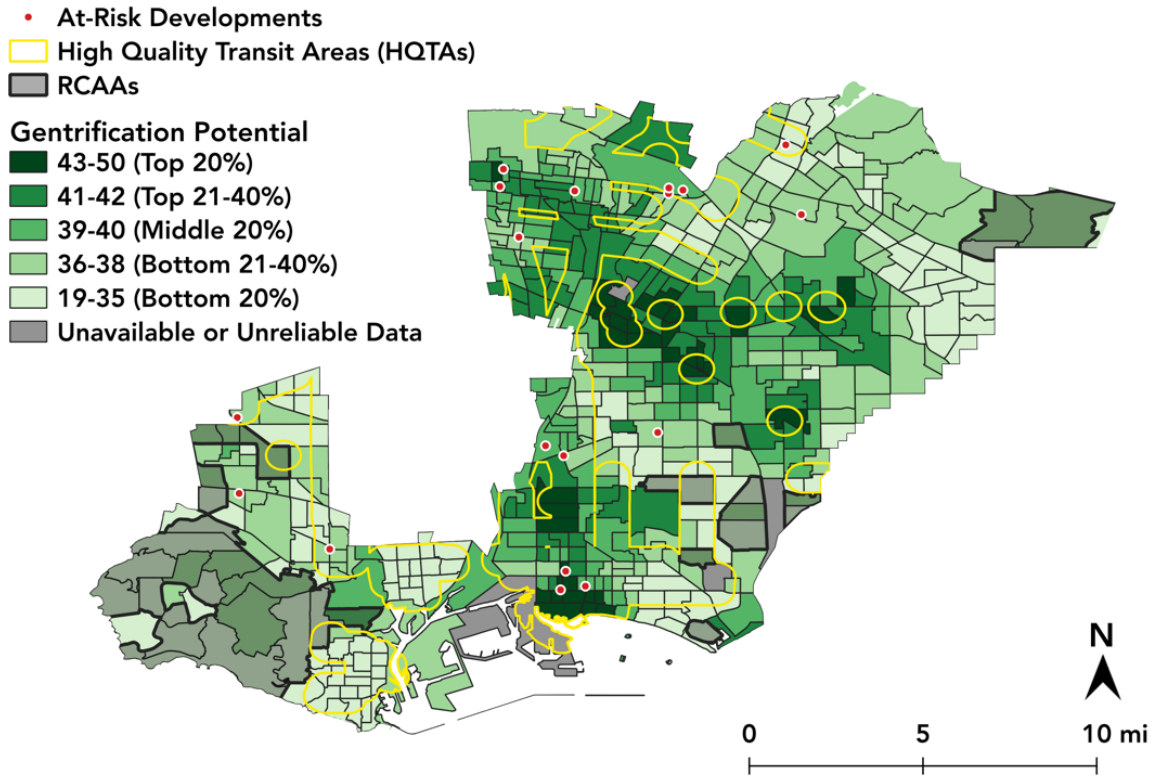 At-Risk Developments
High Quality Transit Areas (HQTAs)
RCAAs
Gentrification Potential
43-50 (Top 20%)
41-42 (Top 21-40%)
39-40 (Middle 20%)
36-38 (Bottom 21-40%)
19-35 (Bottom 20%)
Unavailable or Unreliable Data
N
0 5 10 mi